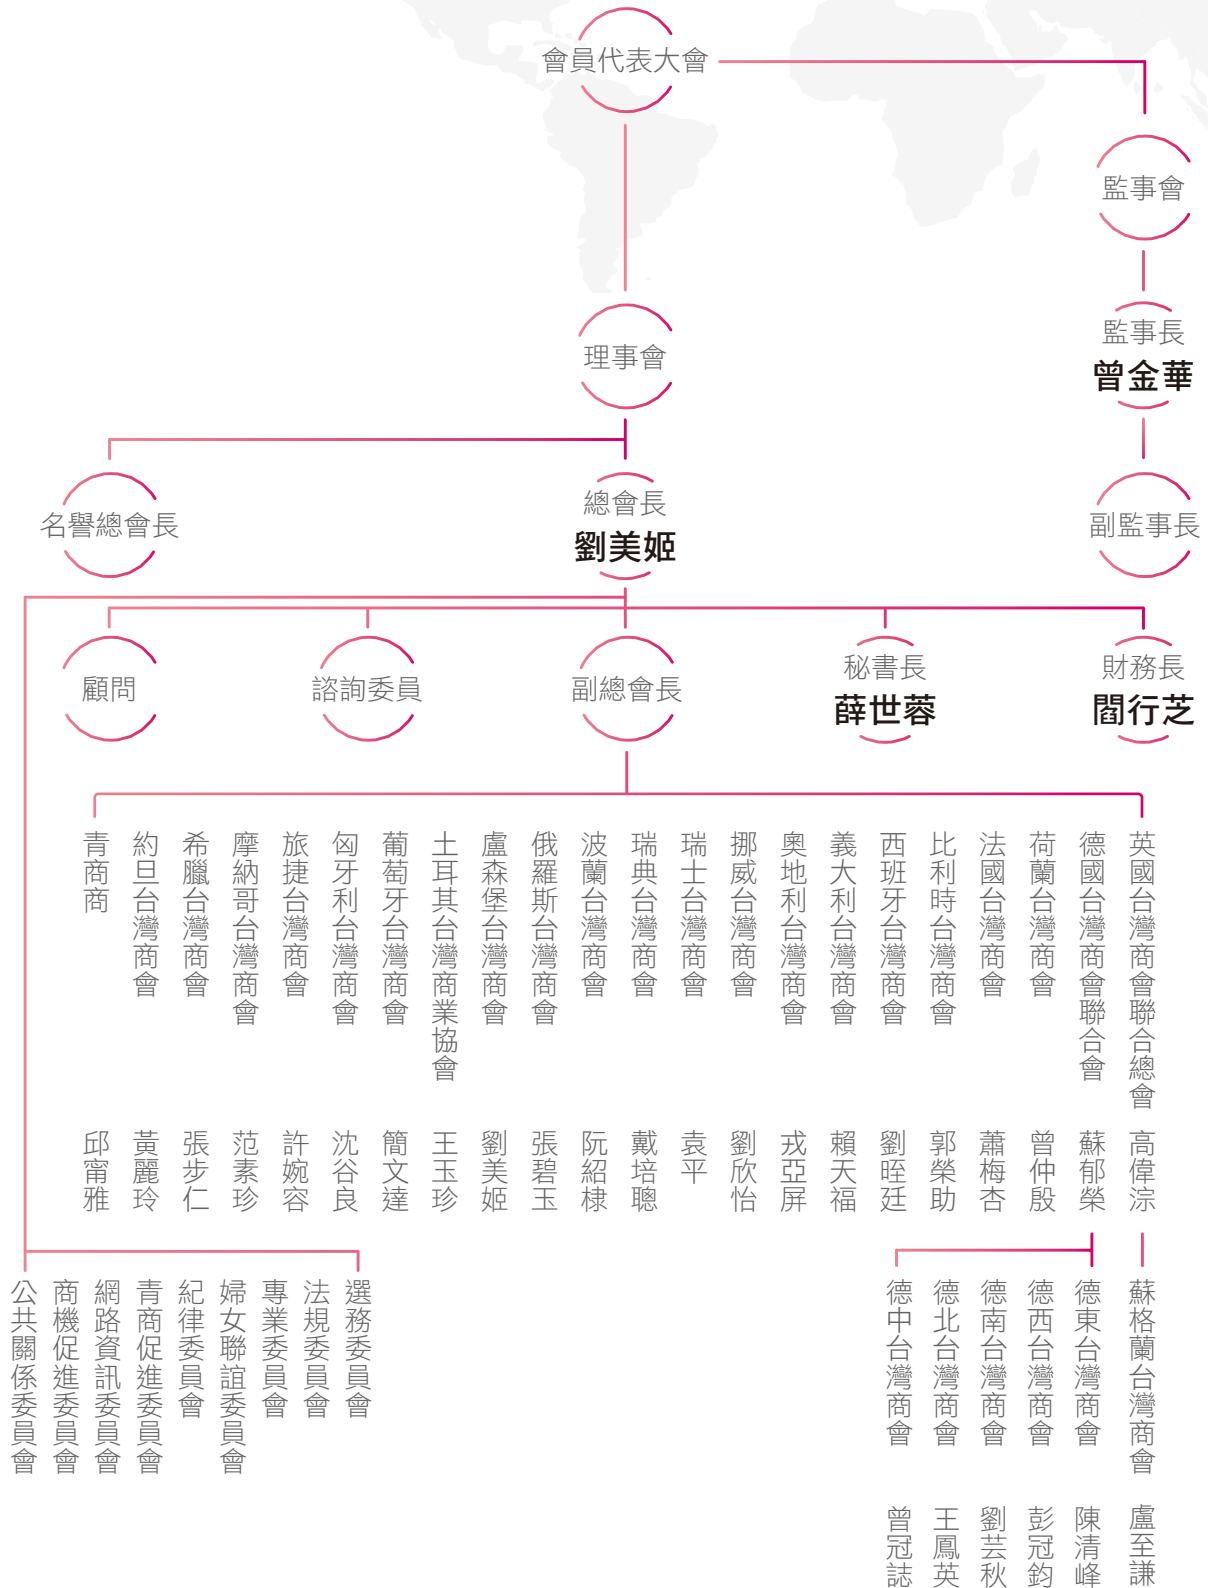 會員代表大會
監事會
監事長
曾金華
理事會
名譽總會長
總會長
劉美姬
副監事長
顧問
諮詢委員
副總會長
秘書長
薛世蓉
財務長
閻行芝
英國台灣商會聯合總會
高偉淙
德國台灣商會聯合會
蘇郁榮
荷蘭台灣商會
曾仲殷
法國台灣商會
蕭梅杏
比利時台灣商會
郭榮助
西班牙台灣商會
劉晊廷
義大利台灣商會
賴天福
奧地利台灣商會
戎亞屏
挪威台灣商會
劉欣怡
瑞士台灣商會
袁平
瑞典台灣商會
戴培聰
波蘭台灣商會
阮紹棣
俄羅斯台灣商會
張碧玉
盧森堡台灣商會
劉美姬
土耳其台灣商業協會
王玉珍
葡萄牙台灣商會
簡文達
匈牙利台灣商會
沈谷良
旅捷台灣商會
許婉容
摩納哥台灣商會
范素珍
希臘台灣商會
張步仁
約旦台灣商會
黃麗玲
青商商
邱甯雅
蘇格蘭台灣商會
盧至謙
德東台灣商會
陳清峰
德西台灣商會
彭冠鈞
德南台灣商會
劉芸秋
德北台灣商會
王鳳英
德中台灣商會
曾冠誌
選務委員會
法規委員會
專業委員會
婦女聯誼委員會
紀律委員會
青商促進委員會
網路資訊委員會
商機促進委員會
公共關係委員會